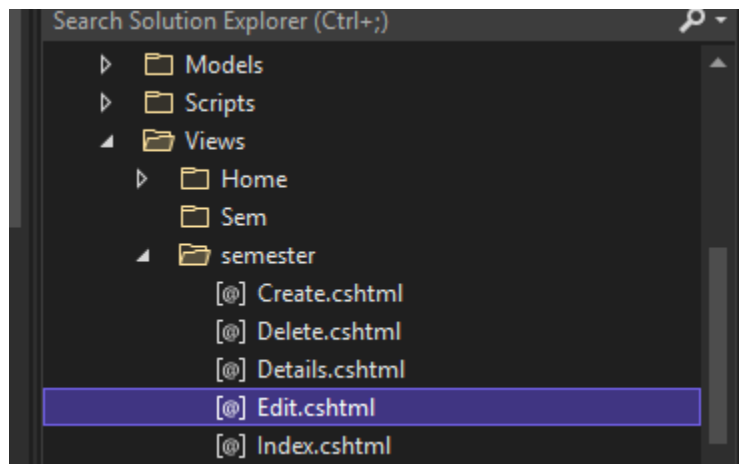 Search Solution Explorer (Ctrl+;)
Models
Scripts
Views
Home
Sem
semester
[@] Create.cshtml
[@] Delete.cshtml
[@] Details.cshtml
[@] Edit.cshtml
[@] Index.cshtml